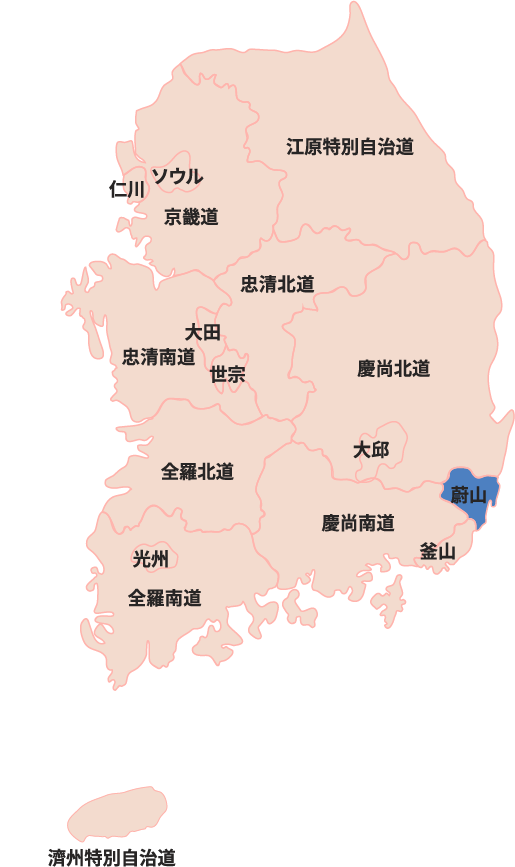 江原特別自治道
ソウル
仁川
京畿道
忠清北道
大田
忠清南道
慶尚北道
世宗
大邱
全羅北道
蔚山
慶尚南道
釜山
光州
全羅南道
濟州特別自治道